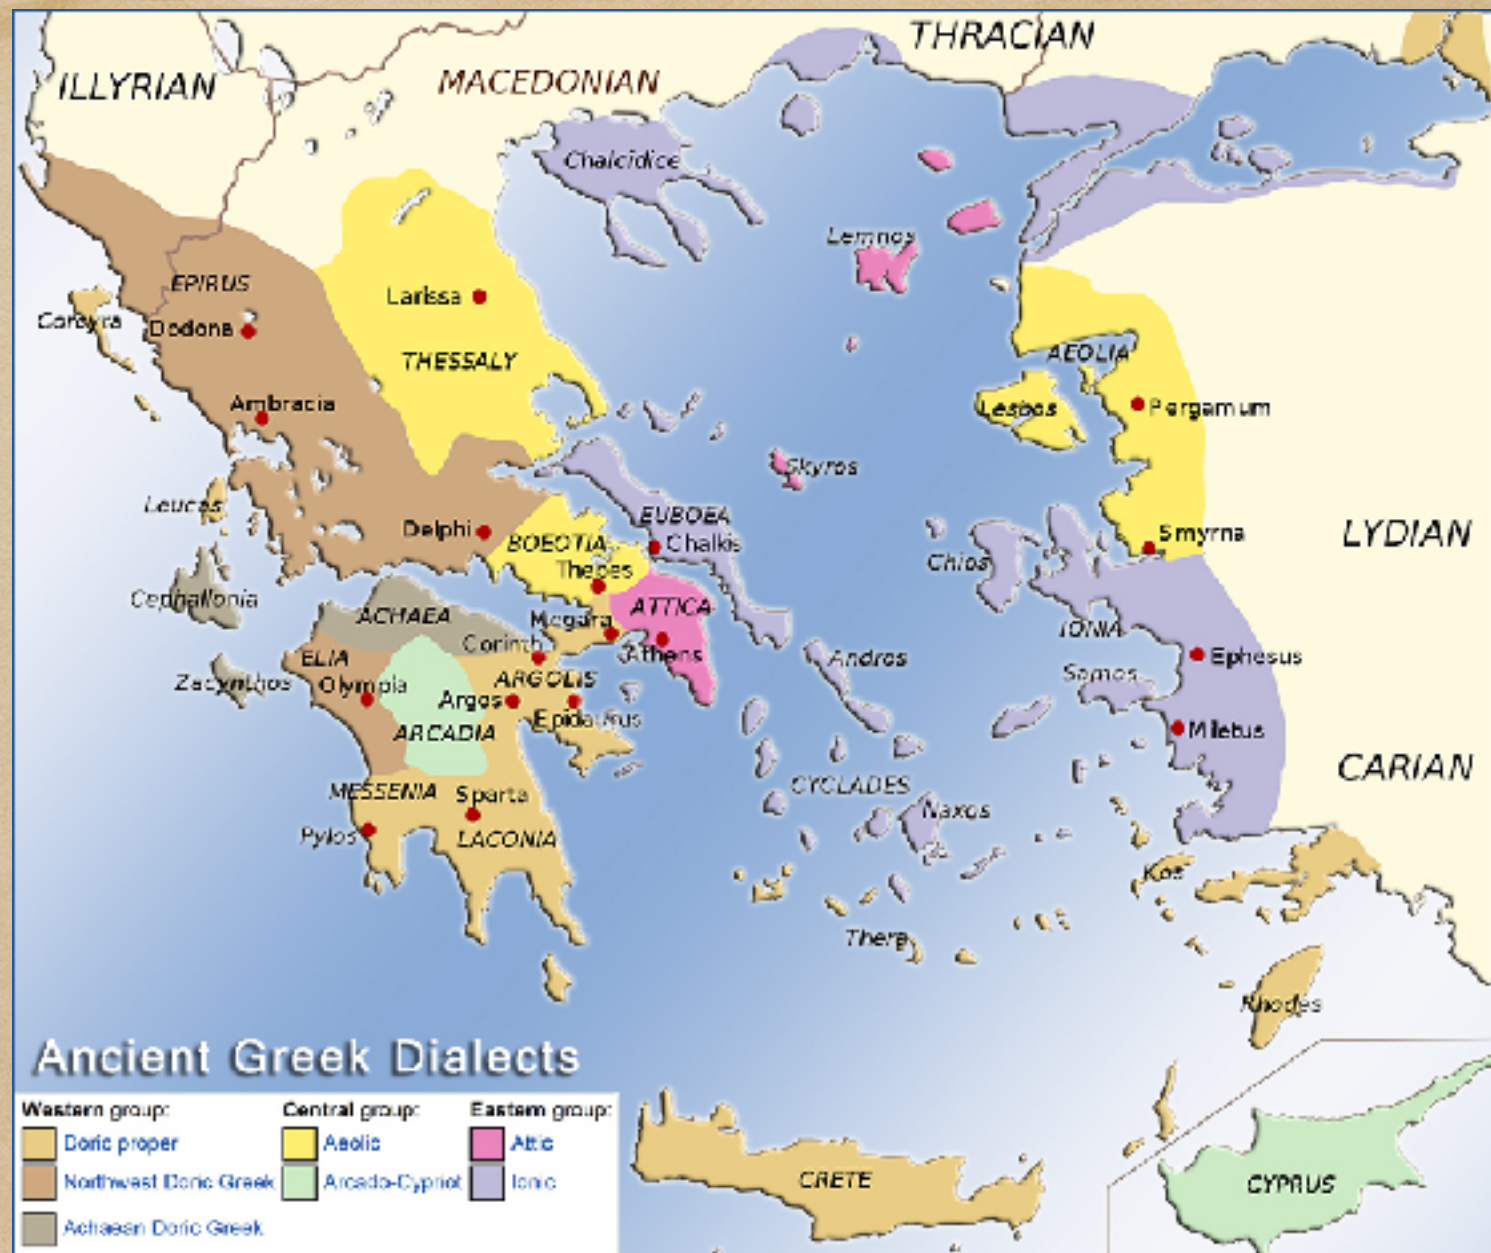 THRACIAN
ILLYRIAN
MACEDONIAN
Chalcidice
Lemnos
EPIRUS
Larissa
Corcyra
Dodona
THESSALY
AEOLIA
Ambracia
Lesbos
Pergamum
Skyros
Leucas
EUBOEA
Delphi
BOEOTIA
Chalkis
Smyrna
LYDIAN
Chios
Thebes
Cephallonia
ATTICA
ACHAEA
Megara
IONIA
Corinth
Athens
Andros
Ephesus
ELIA
Samos
Zacynthos
Olympia
ARGOLIS
Argos
Epidaurus
ARCADIA
Miletus
CARIAN
MESSENIA
Sparta
CYCLADES
Naxos
Pylos
LACONIA
Kos
Thera
Rhodes
Ancient Greek Dialects
Western group:
Doric proper
Northwest Doric Greek
Achaean Doric Greek
Central group:
Aeolic
Arcado-Cypriot
Eastern group:
Attic
Ionic
CRETE
CYPRUS